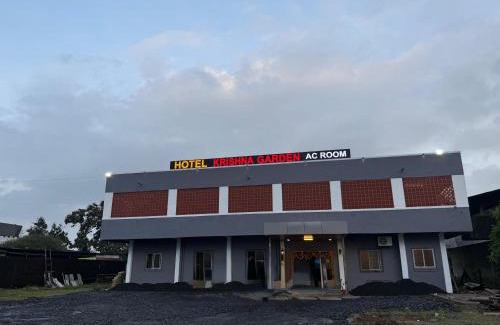 HOTEL KRISHNA GARDEN AC ROOM